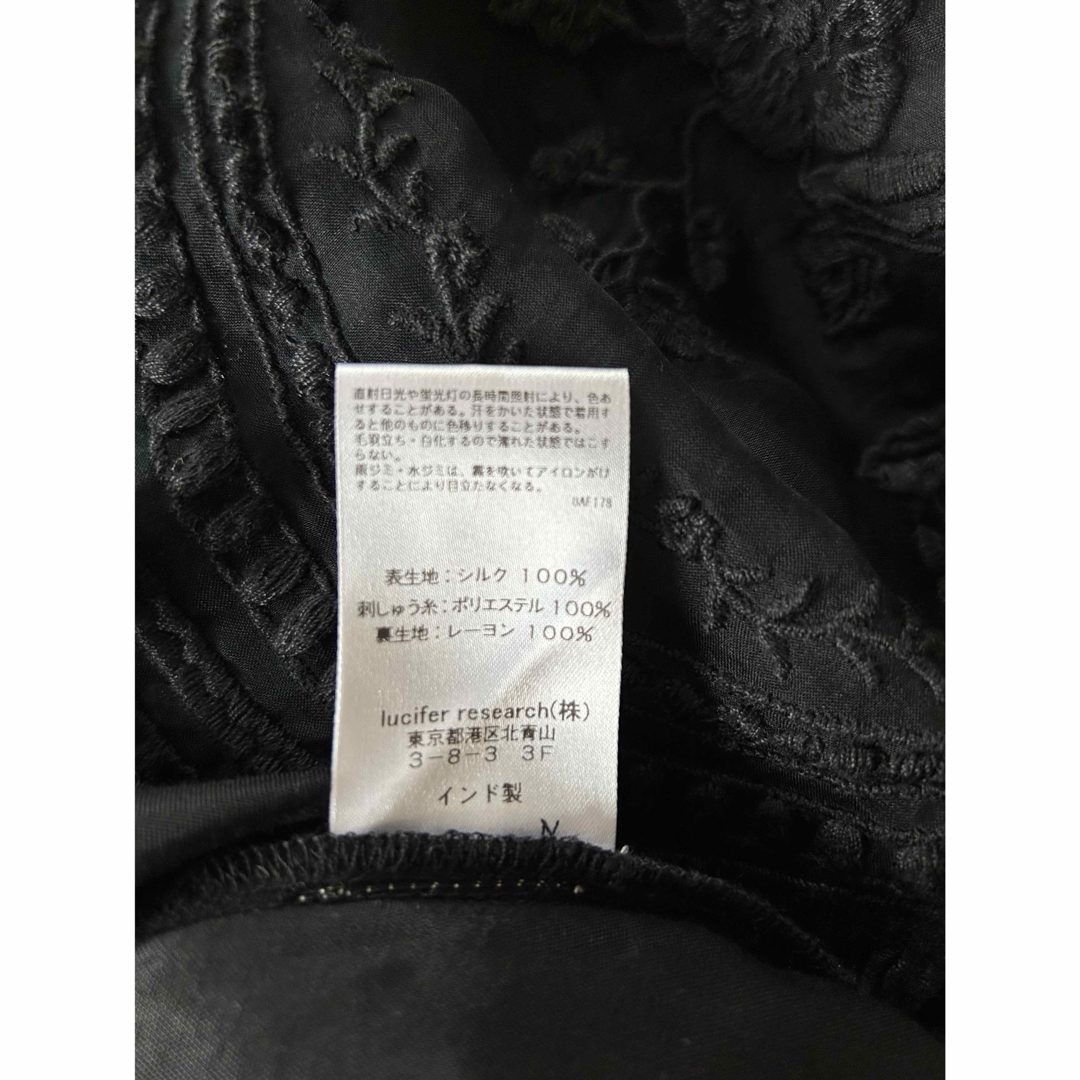 直射日光や蛍光灯の長時間照射により、色あ
せすることがある。汗をかいた状態で着用す
ると他のものに色移りすることがある。
毛羽立ち・白化するので濡れた状態ではこす
らない。
雨ジミ・水ジミは、霧を吹いてアイロンがけ
することにより目立たなくなる。
UAF178
表生地：シルク 100%
刺しゅう糸：ポリエステル 100%
裏生地：レーヨン 100%
lucifer research(株)
東京都港区北青山
3−8−3 3F
インド製